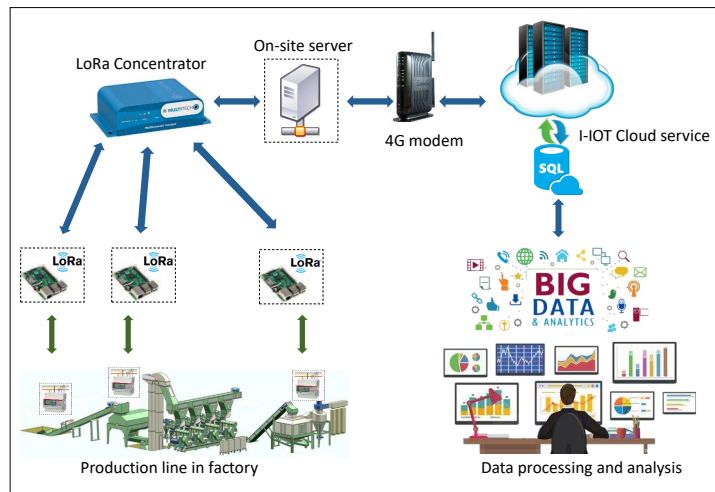 On-site server
LoRa Concentrator
MULTITECH
4G modem
I-IOT Cloud service
SQL
LoRa
LoRa
LoRa
BIG
DATA
& ANALYTICS
Production line in factory
Data processing and analysis